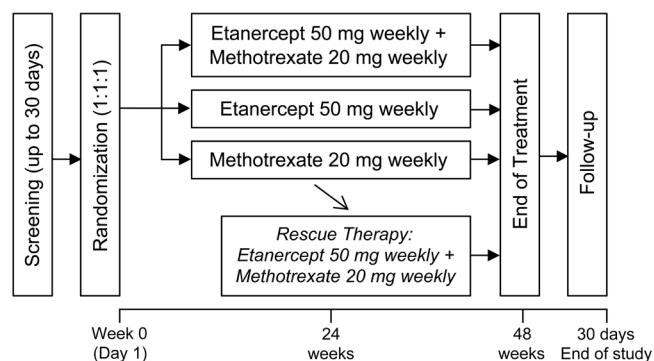 Screening (up to 30 days)
Randomization (1:1:1)
Etanercept 50 mg weekly +
Methotrexate 20 mg weekly
Etanercept 50 mg weekly
Methotrexate 20 mg weekly
Rescue Therapy:
Etanercept 50 mg weekly +
Methotrexate 20 mg weekly
End of Treatment
Follow-up
Week 0
(Day 1)
24
weeks
48
weeks
30 days
End of study